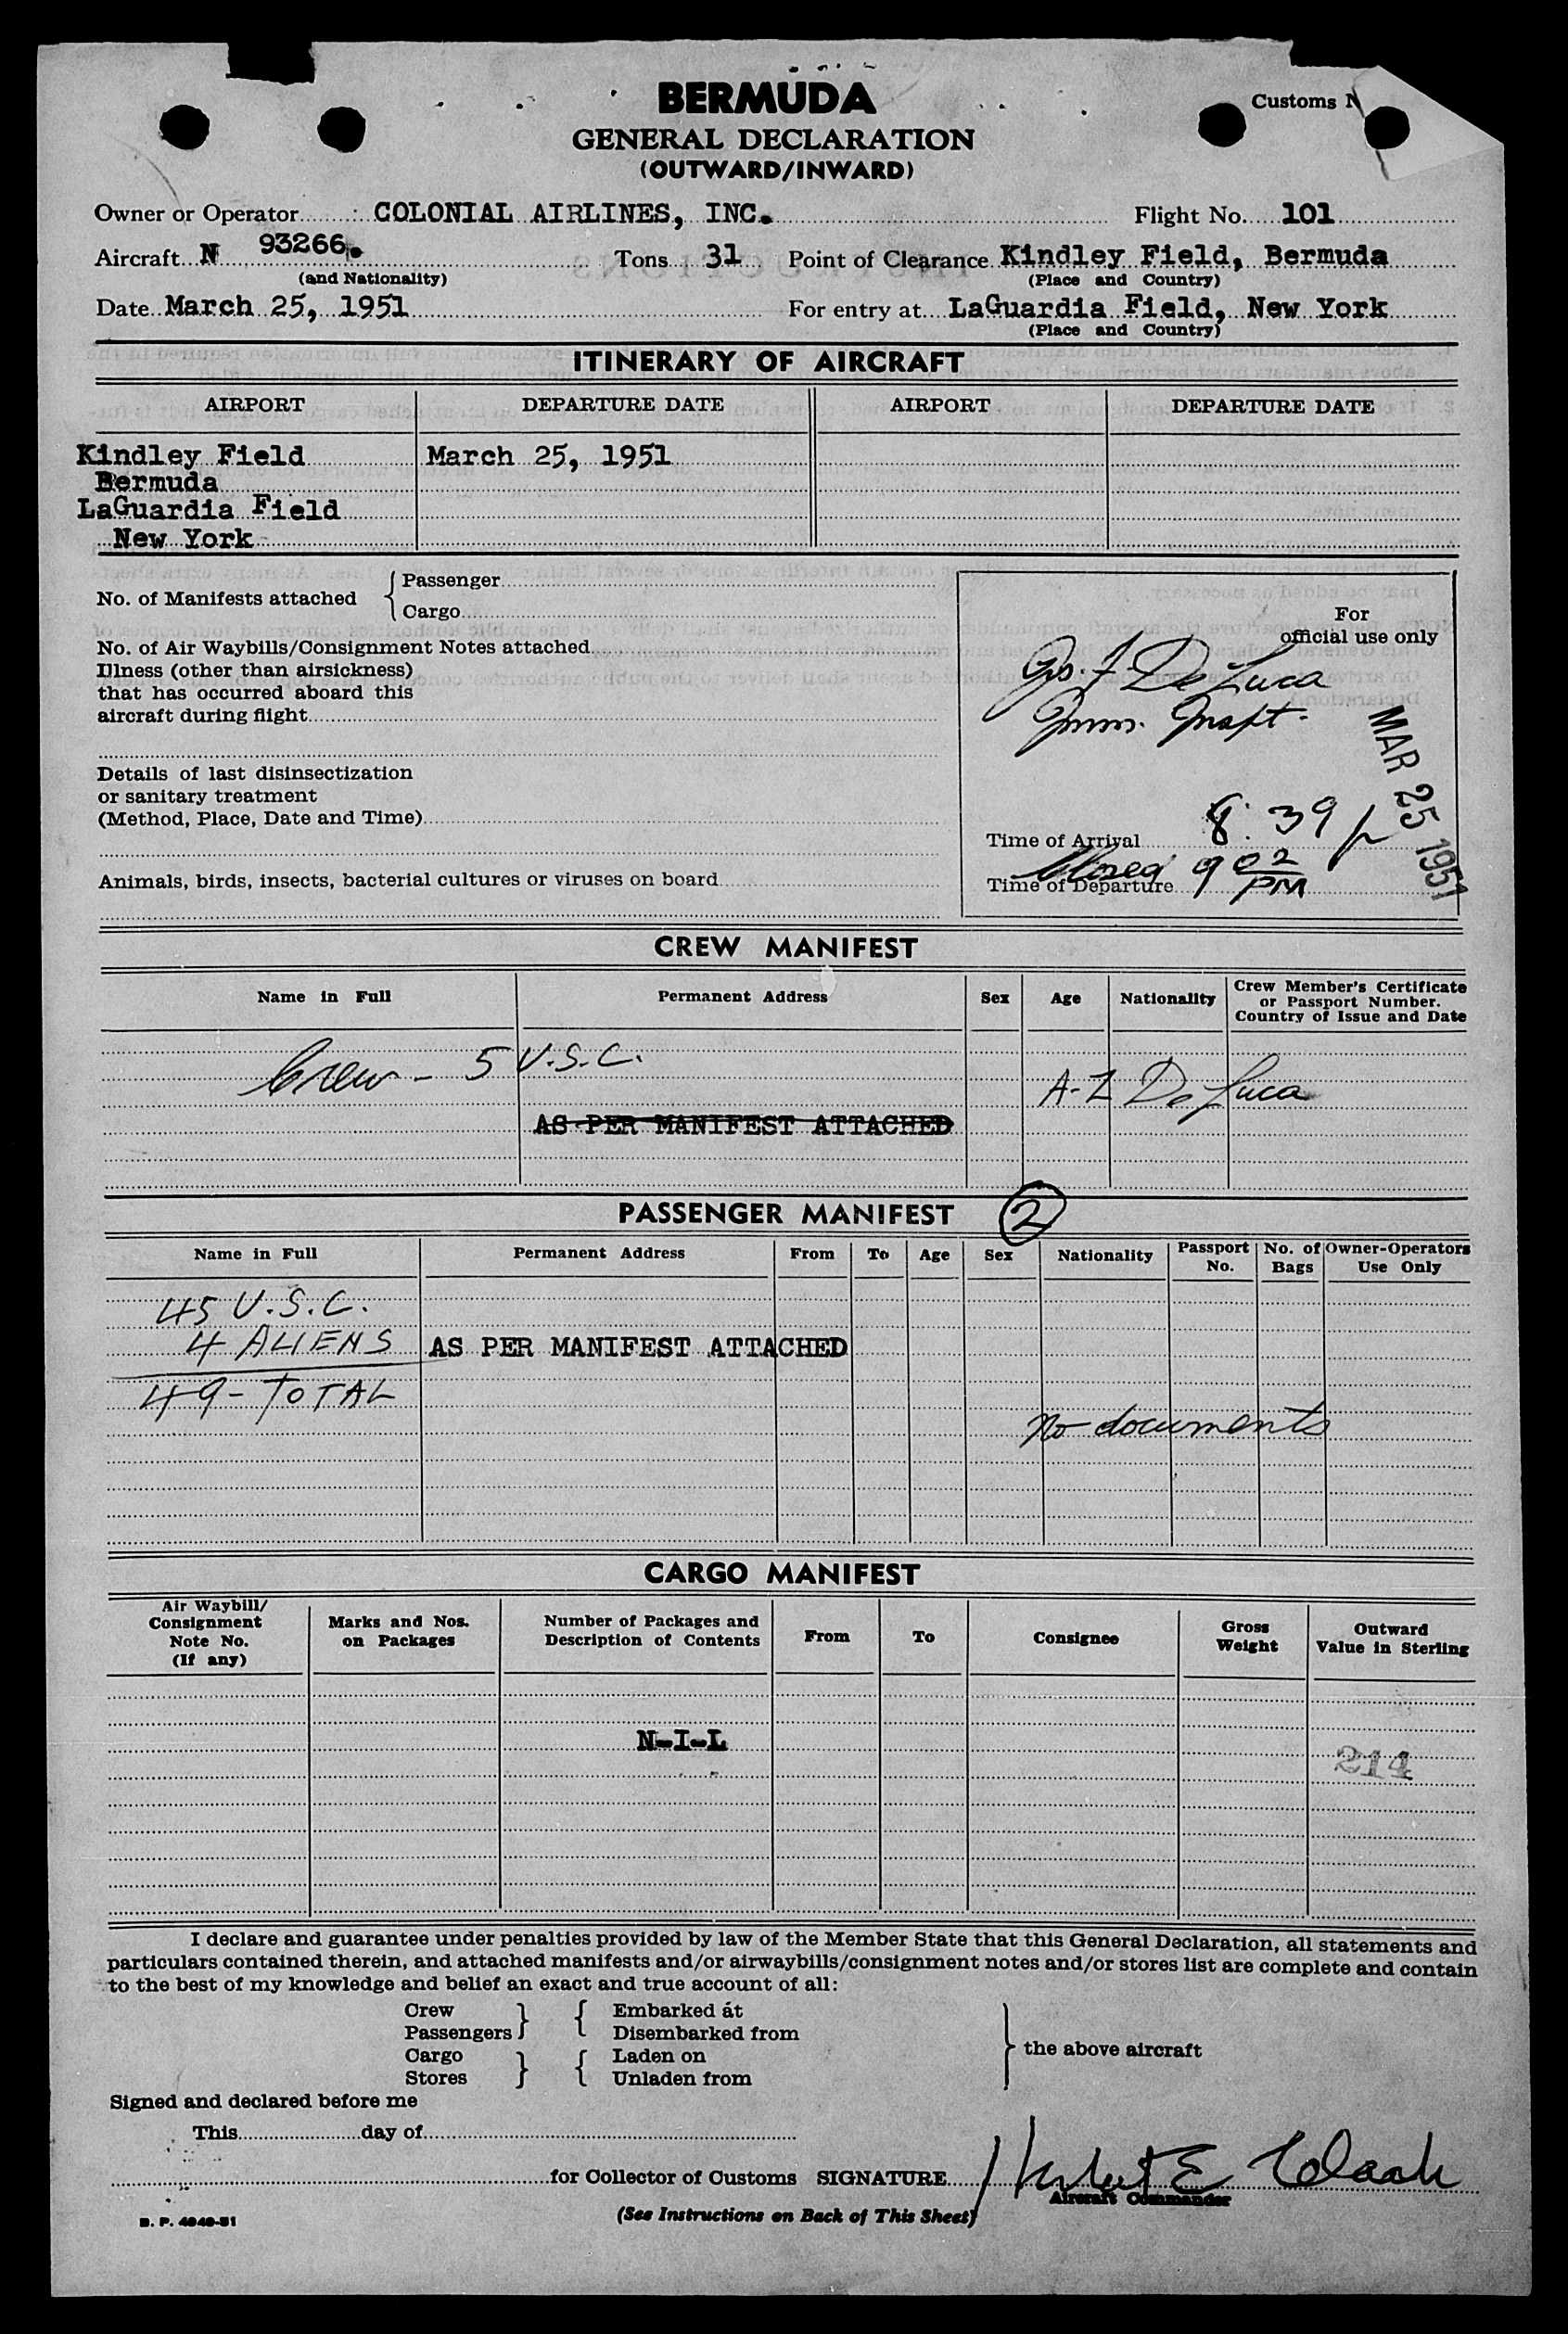 BERMUDA
Customs
GENERAL DECLARATION
(OUTWARD/INWARD)
Owner or Operator COLONIAL AIRLINES, INC. Flight No. 101
Aircraft N 93266. Tons 31 Point of Clearance Kindley Field, Bermuda
(and Nationality) (Place and Country)
Date March 25, 1951 For entry at LaGuardia Field, New York
(Place and Country)
ITINERARY OF AIRCRAFT
AIRPORT DEPARTURE DATE AIRPORT DEPARTURE DATE
Kindley Field March 25, 1951
Bermuda
LaGuardia Field
New York
No. of Manifests attached { Passenger
Cargo
No. of Air Waybills/Consignment Notes attached
Illness (other than airsickness)
that has occurred aboard this
aircraft during flight
Details of last disinsectization
or sanitary treatment
(Method, Place, Date and Time)
Animals, birds, insects, bacterial cultures or viruses on board
For
official use only
De Luca
Imm. Inspt.
MAR 25 1951
Time of Arrival 8:39 p
Closed 9 02 PM
Time of Departure
CREW MANIFEST
Name in Full Permanent Address Sex Age Nationality Crew Member's Certificate
or Passport Number.
Country of Issue and Date
Crew - 5 U.S.C.
A-Z De Luca
AS PER MANIFEST ATTACHED
PASSENGER MANIFEST 2
Name in Full Permanent Address From To Age Sex Nationality Passport No. No. of Bags Owner-Operators Use Only
45 U.S.C.
4 ALIENS AS PER MANIFEST ATTACHED
49 - TOTAL
No documents
CARGO MANIFEST
Air Waybill/
Consignment
Note No.
(If any)
Marks and Nos.
on Packages
Number of Packages and
Description of Contents
From To Consignee
Gross
Weight
Outward
Value in Sterling
N-I-L
214
I declare and guarantee under penalties provided by law of the Member State that this General Declaration, all statements and
particulars contained therein, and attached manifests and/or airwaybills/consignment notes and/or stores list are complete and contain
to the best of my knowledge and belief an exact and true account of all:
Crew } { Embarked at
Passengers Disembarked from
Cargo } { Laden on } the above aircraft
Stores Unladen from
Signed and declared before me
This day of
for Collector of Customs SIGNATURE Herbert E
Aircraft Commander
(See Instructions on Back of This Sheet)
B. P. 4040-51